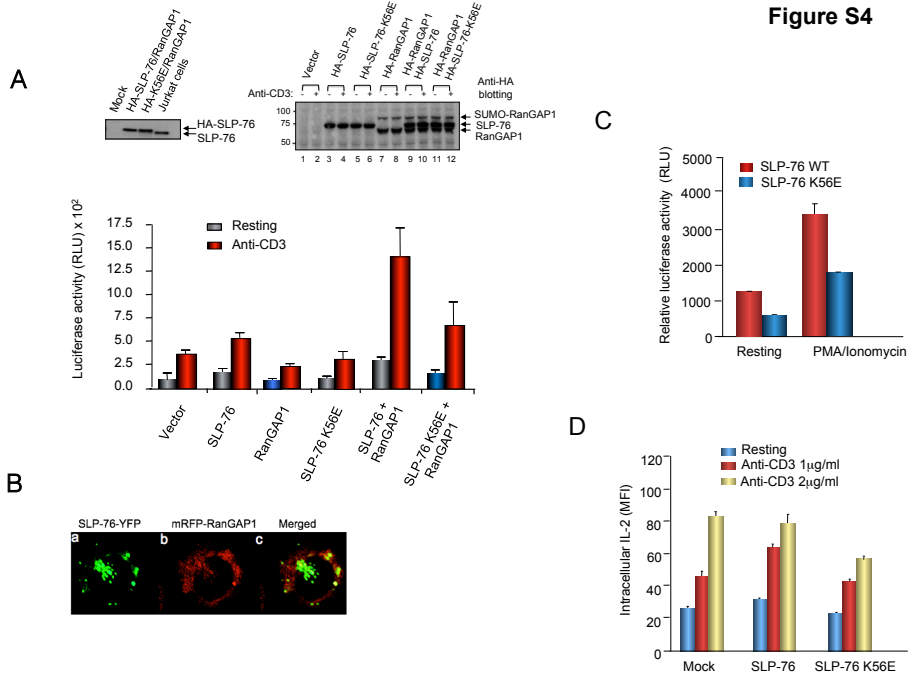 Figure S4
A
Mock
HA-SLP-76/RanGAP1
HA-K56E/RanGAP1
Jurkat cells
HA-SLP-76
SLP-76
Vector
HA-SLP-76
HA-SLP-76-K56E
HA-RanGAP1
HA-RanGAP1
HA-SLP-76
HA-RanGAP1
HA-SLP-76-K56E
Anti-CD3: - + - + - + - + - + - +
Anti-HA
blotting
100
75
50
SUMO-RanGAP1
SLP-76
RanGAP1
1 2 3 4 5 6 7 8 9 10 11 12
Luciferase activity (RLU) x 10²
17.5
15.0
12.5
10.0
7.5
5.0
2.5
0.0
Resting
Anti-CD3
Vector
SLP-76
RanGAP1
SLP-76 K56E
SLP-76 +
RanGAP1
SLP-76 K56E +
RanGAP1
B
SLP-76-YFP
mRFP-RanGAP1
Merged
a
b
c
C
Relative luciferase activity (RLU)
5000
4000
3000
2000
1000
0
SLP-76 WT
SLP-76 K56E
Resting
PMA/Ionomycin
D
Intracellular IL-2 (MFI)
120
100
80
60
40
20
0
Resting
Anti-CD3 1μg/ml
Anti-CD3 2μg/ml
Mock
SLP-76
SLP-76 K56E